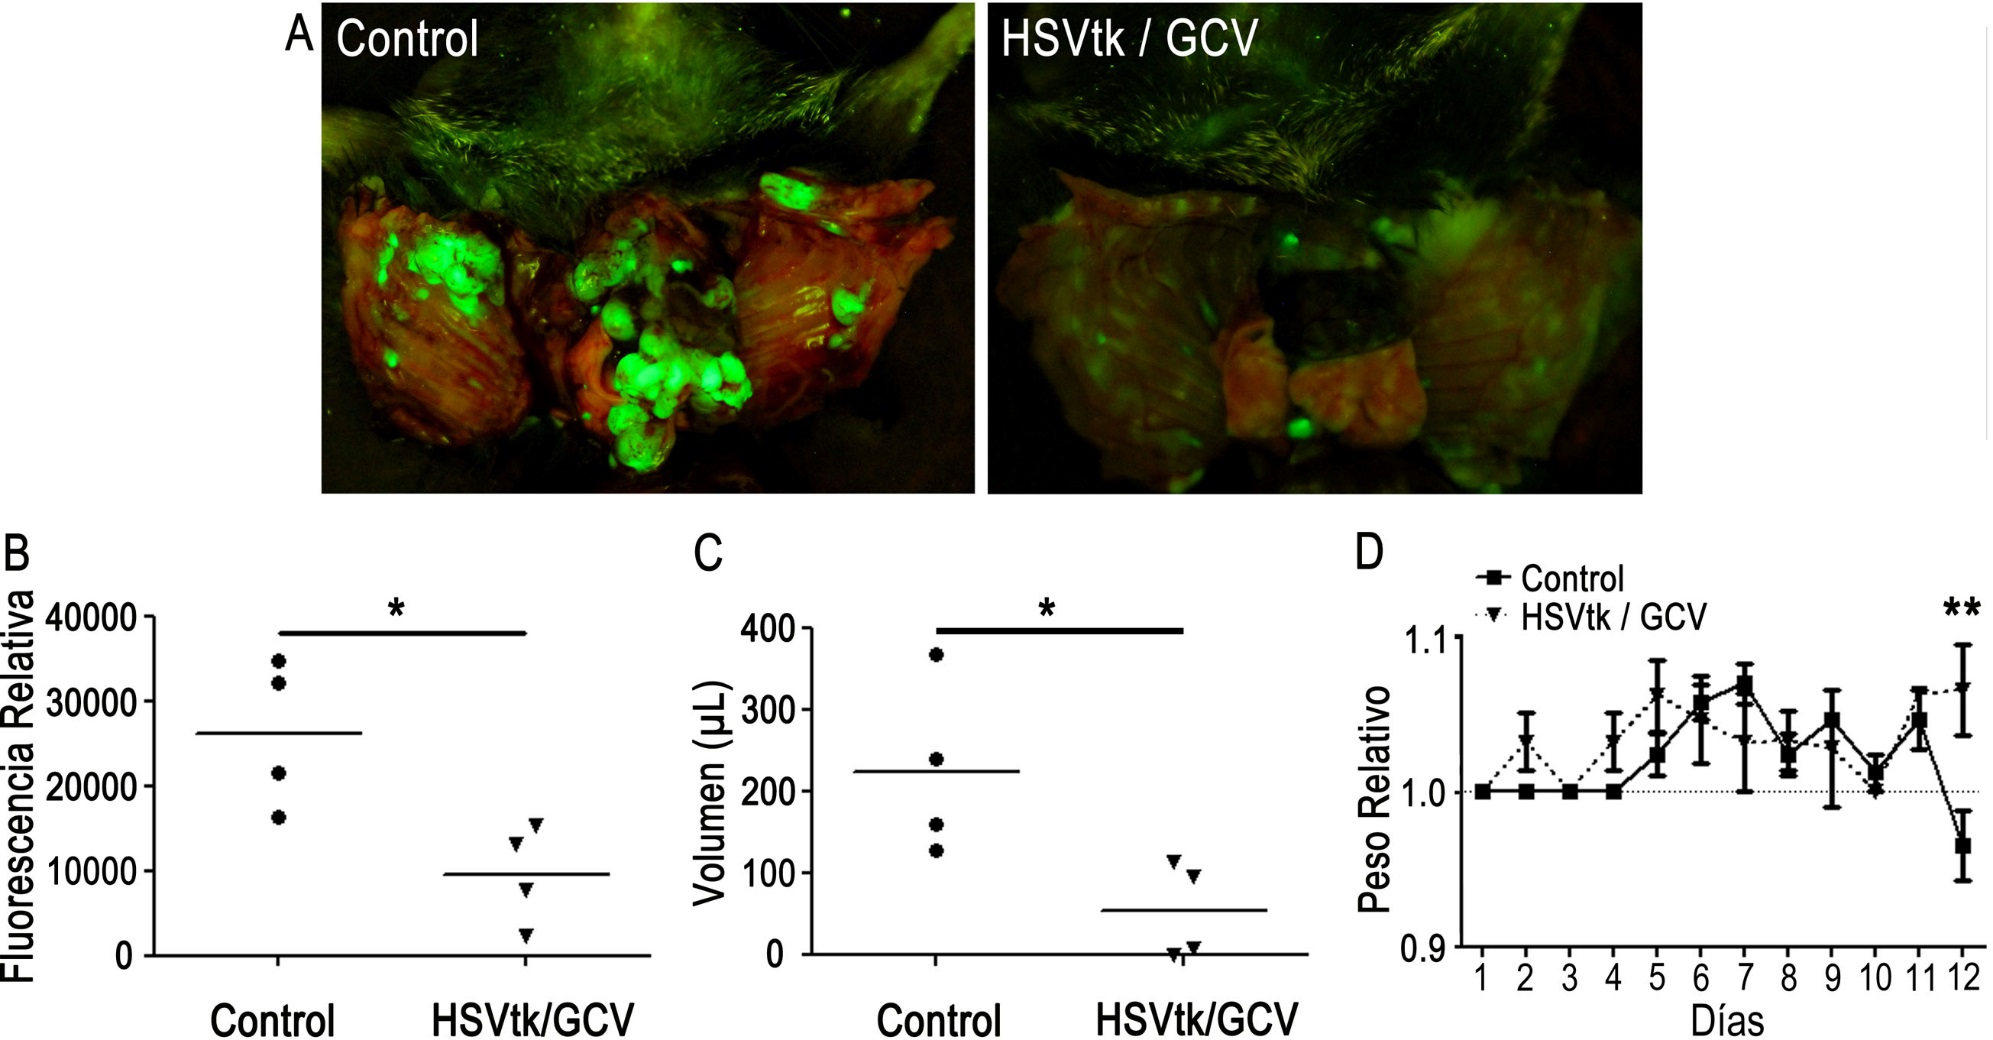 A
Control
HSVtk / GCV
B
Fluorescencia Relativa
40000
30000
20000
10000
0
*
Control
HSVtk/GCV
C
Volumen (µL)
400
300
200
100
0
*
Control
HSVtk/GCV
D
Control
HSVtk / GCV
**
Peso Relativo
1.1
1.0
0.9
1 2 3 4 5 6 7 8 9 10 11 12
Días